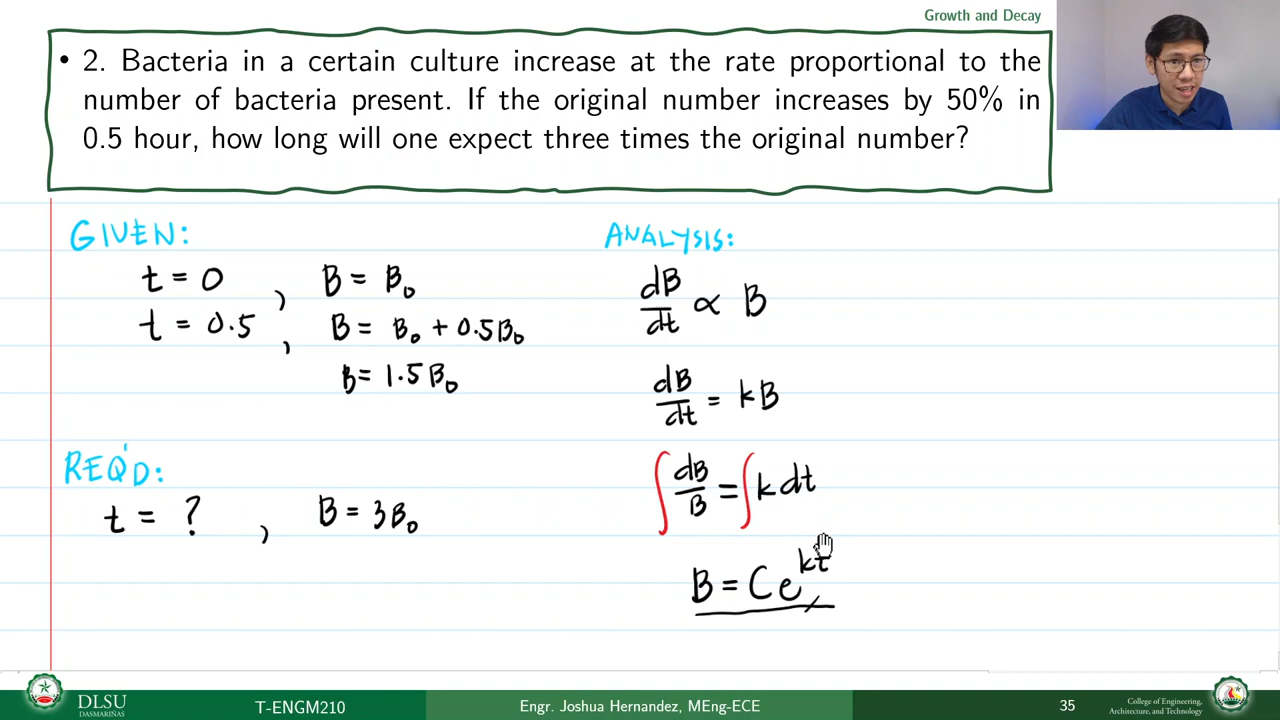 Growth and Decay
• 2. Bacteria in a certain culture increase at the rate proportional to the
number of bacteria present. If the original number increases by 50% in
0.5 hour, how long will one expect three times the original number?
GIVEN:
t = 0 , B = B₀
t = 0.5 , B = B₀ + 0.5B₀
B = 1.5B₀
REQ'D:
t = ? , B = 3B₀
ANALYSIS:
dB/dt ∝ B
dB/dt = kB
∫ dB/B = ∫ k dt
B = Ce^kt
DLSU
DASMARIÑAS
T-ENGM210
Engr. Joshua Hernandez, MEng-ECE
35
College of Engineering,
Architecture, and Technology